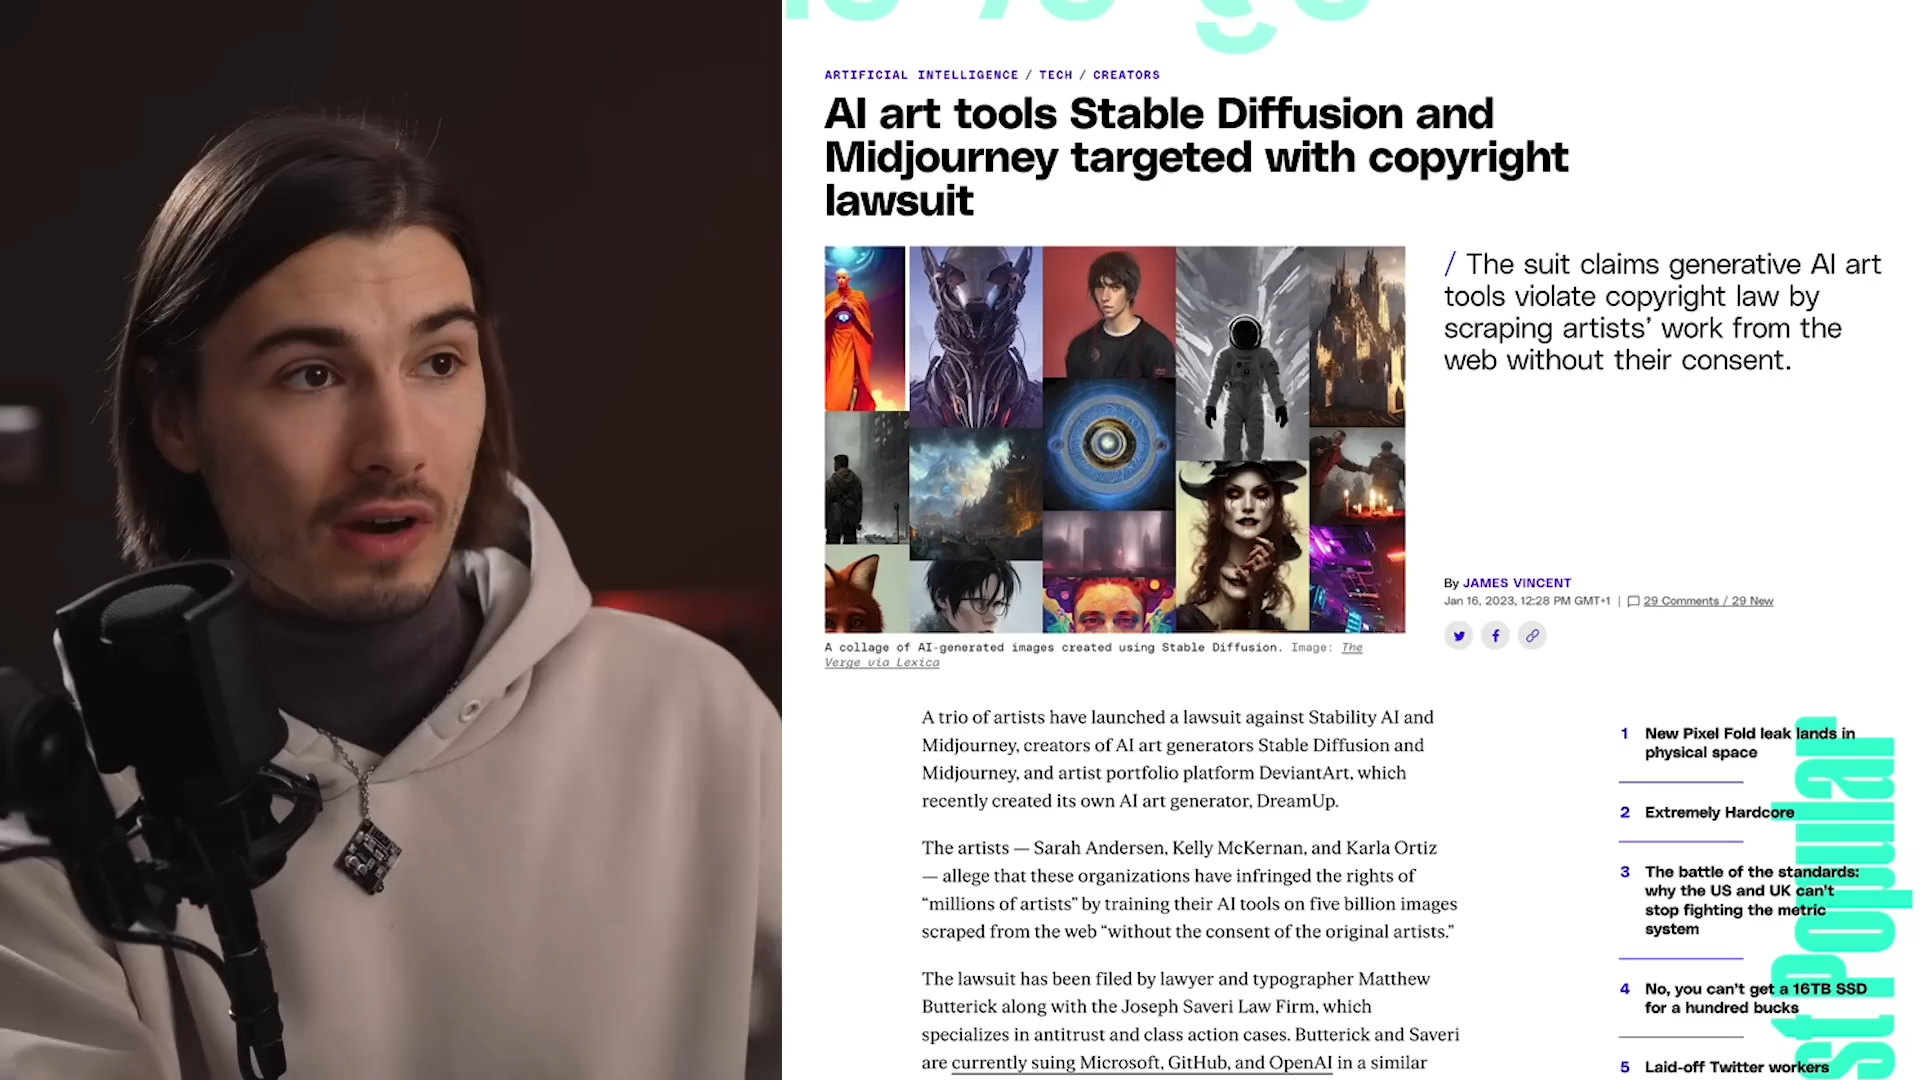 ARTIFICIAL INTELLIGENCE / TECH / CREATORS
AI art tools Stable Diffusion and
Midjourney targeted with copyright
lawsuit
/ The suit claims generative AI art
tools violate copyright law by
scraping artists’ work from the
web without their consent.
By JAMES VINCENT
Jan 16, 2023, 12:28 PM GMT+1 | 29 Comments / 29 New
A collage of AI-generated images created using Stable Diffusion. Image: The
Verge via Lexica
A trio of artists have launched a lawsuit against Stability AI and
Midjourney, creators of AI art generators Stable Diffusion and
Midjourney, and artist portfolio platform DeviantArt, which
recently created its own AI art generator, DreamUp.
The artists — Sarah Andersen, Kelly McKernan, and Karla Ortiz
— allege that these organizations have infringed the rights of
“millions of artists” by training their AI tools on five billion images
scraped from the web “without the consent of the original artists.”
The lawsuit has been filed by lawyer and typographer Matthew
Butterick along with the Joseph Saveri Law Firm, which
specializes in antitrust and class action cases. Butterick and Saveri
are currently suing Microsoft, GitHub, and OpenAI in a similar
1 New Pixel Fold leak lands in
physical space
2 Extremely Hardcore
3 The battle of the standards:
why the US and UK can’t
stop fighting the metric
system
4 No, you can’t get a 16TB SSD
for a hundred bucks
5 Laid-off Twitter workers
st Popular